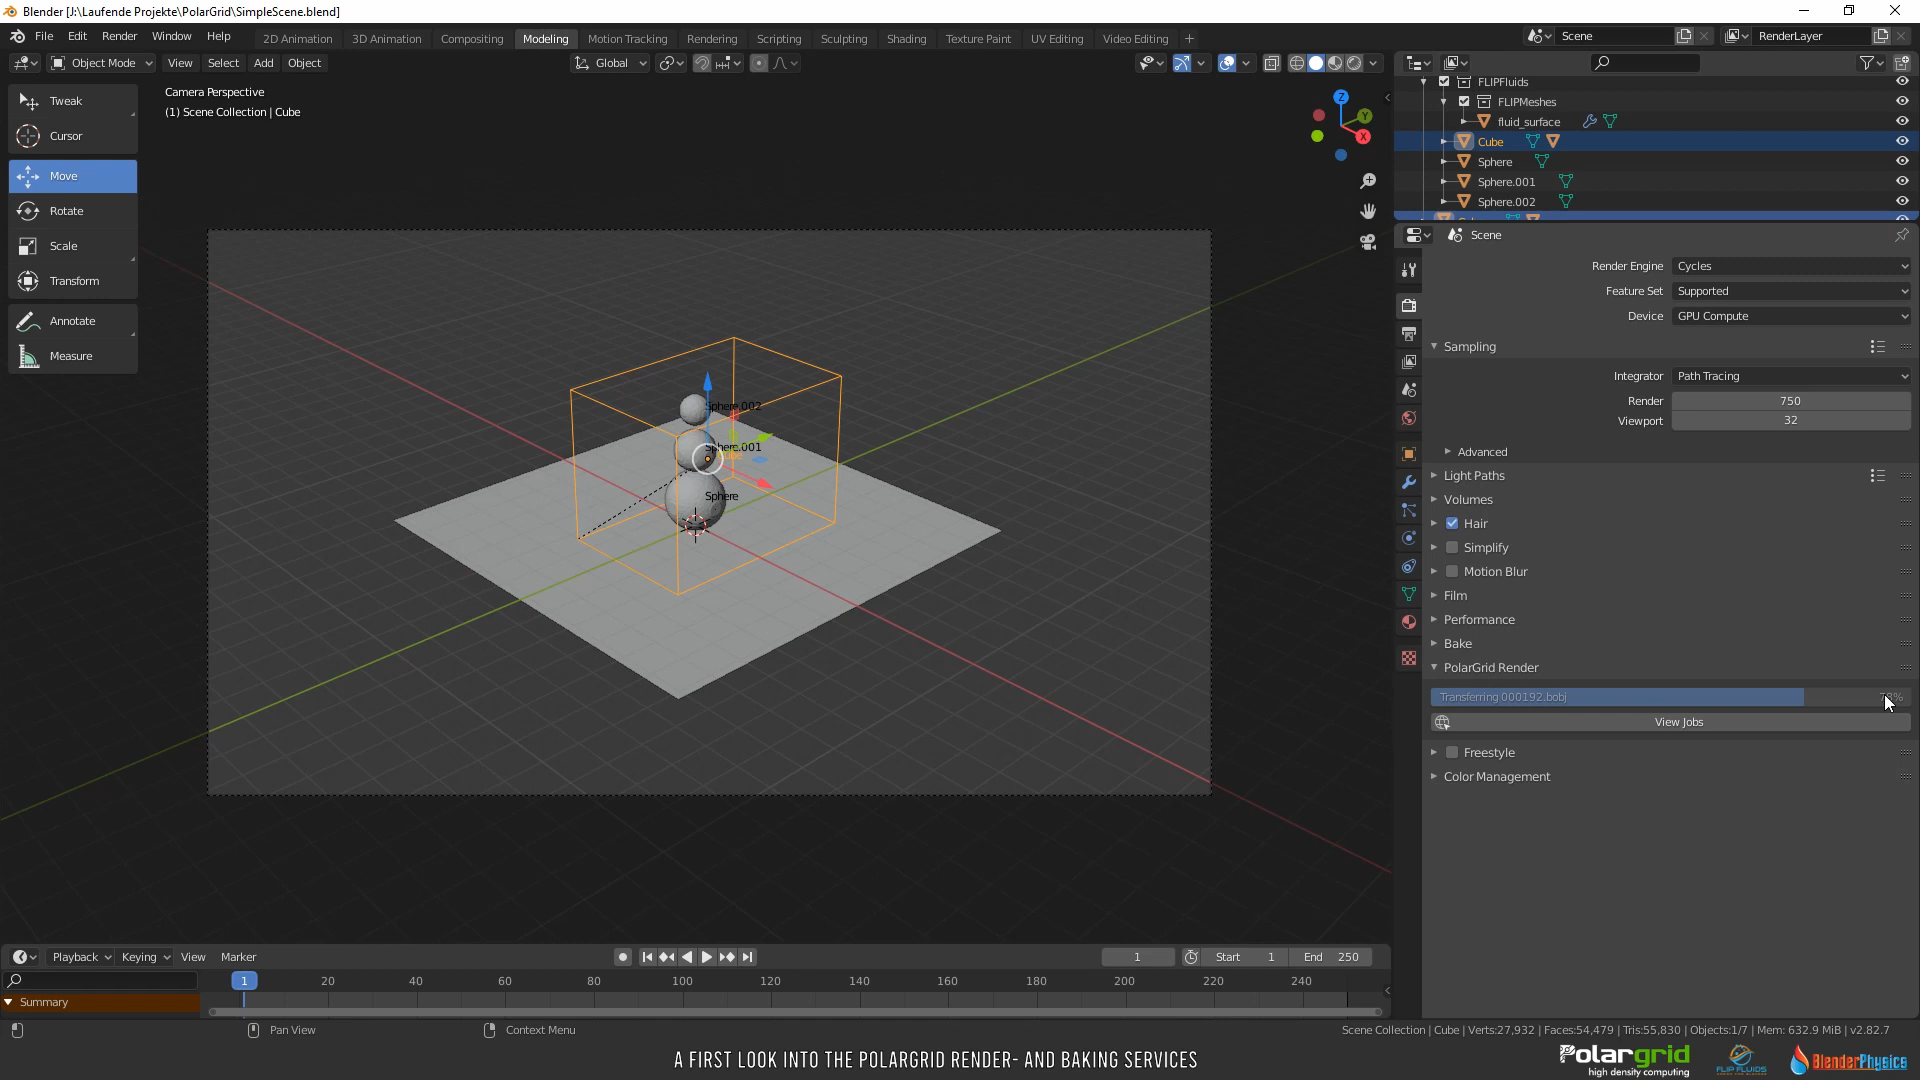 Blender [J:\Laufende Projekte\PolarGrid\SimpleScene.blend]
File Edit Render Window Help 2D Animation 3D Animation Compositing Modeling Motion Tracking Rendering Scripting Sculpting Shading Texture Paint UV Editing Video Editing + Scene RenderLayer
Object Mode View Select Add Object Global
Tweak
Cursor
Move
Rotate
Scale
Transform
Annotate
Measure
Camera Perspective
(1) Scene Collection | Cube
Z
Y
X
Sphere.002
Sphere.001
Cube
Sphere
FLIPFluids
FLIPMeshes
fluid_surface
Cube
Sphere
Sphere.001
Sphere.002
Scene
Render Engine Cycles
Feature Set Supported
Device GPU Compute
Sampling
Integrator Path Tracing
Render 750
Viewport 32
Advanced
Light Paths
Volumes
Hair
Simplify
Motion Blur
Film
Performance
Bake
PolarGrid Render
Transferring 000192.bobj
View Jobs
Freestyle
Color Management
Playback Keying View Marker 1 Start 1 End 250
1 20 40 60 80 100 120 140 160 180 200 220 240
Summary
Pan View Context Menu Scene Collection | Cube | Verts:27,932 | Faces:54,479 | Tris:55,830 | Objects:1/7 | Mem: 632.9 MiB | v2.82.7
A FIRST LOOK INTO THE POLARGRID RENDER- AND BAKING SERVICES
Polargrid
high density computing
FLIP FLUIDS
BlenderPhysics